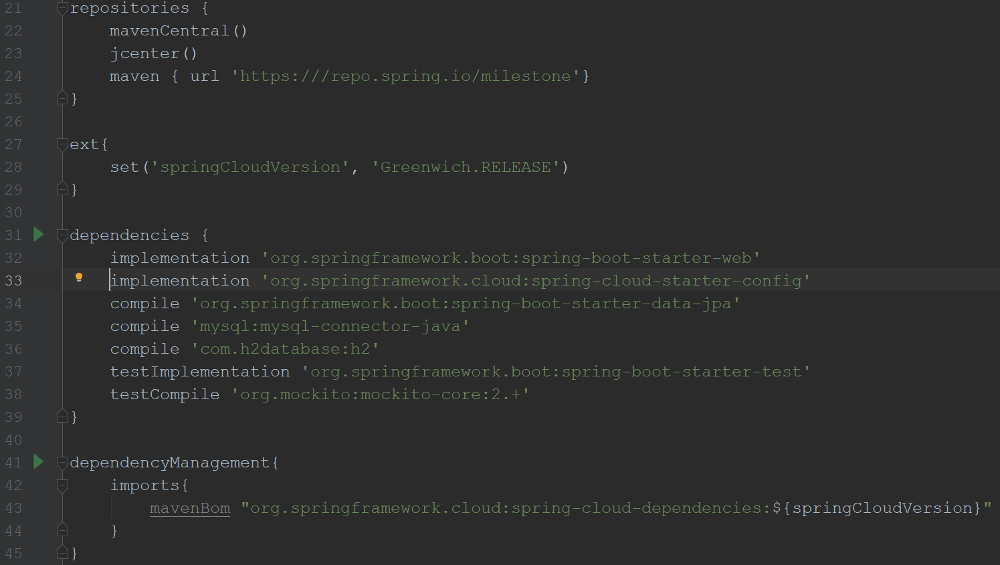 21 repositories {
22     mavenCentral()
23     jcenter()
24     maven { url 'https:///repo.spring.io/milestone'}
25 }
26
27 ext{
28     set('springCloudVersion', 'Greenwich.RELEASE')
29 }
30
31 dependencies {
32     implementation 'org.springframework.boot:spring-boot-starter-web'
33     implementation 'org.springframework.cloud:spring-cloud-starter-config'
34     compile 'org.springframework.boot:spring-boot-starter-data-jpa'
35     compile 'mysql:mysql-connector-java'
36     compile 'com.h2database:h2'
37     testImplementation 'org.springframework.boot:spring-boot-starter-test'
38     testCompile 'org.mockito:mockito-core:2.+'
39 }
40
41 dependencyManagement{
42     imports{
43         mavenBom "org.springframework.cloud:spring-cloud-dependencies:${springCloudVersion}"
44     }
45 }